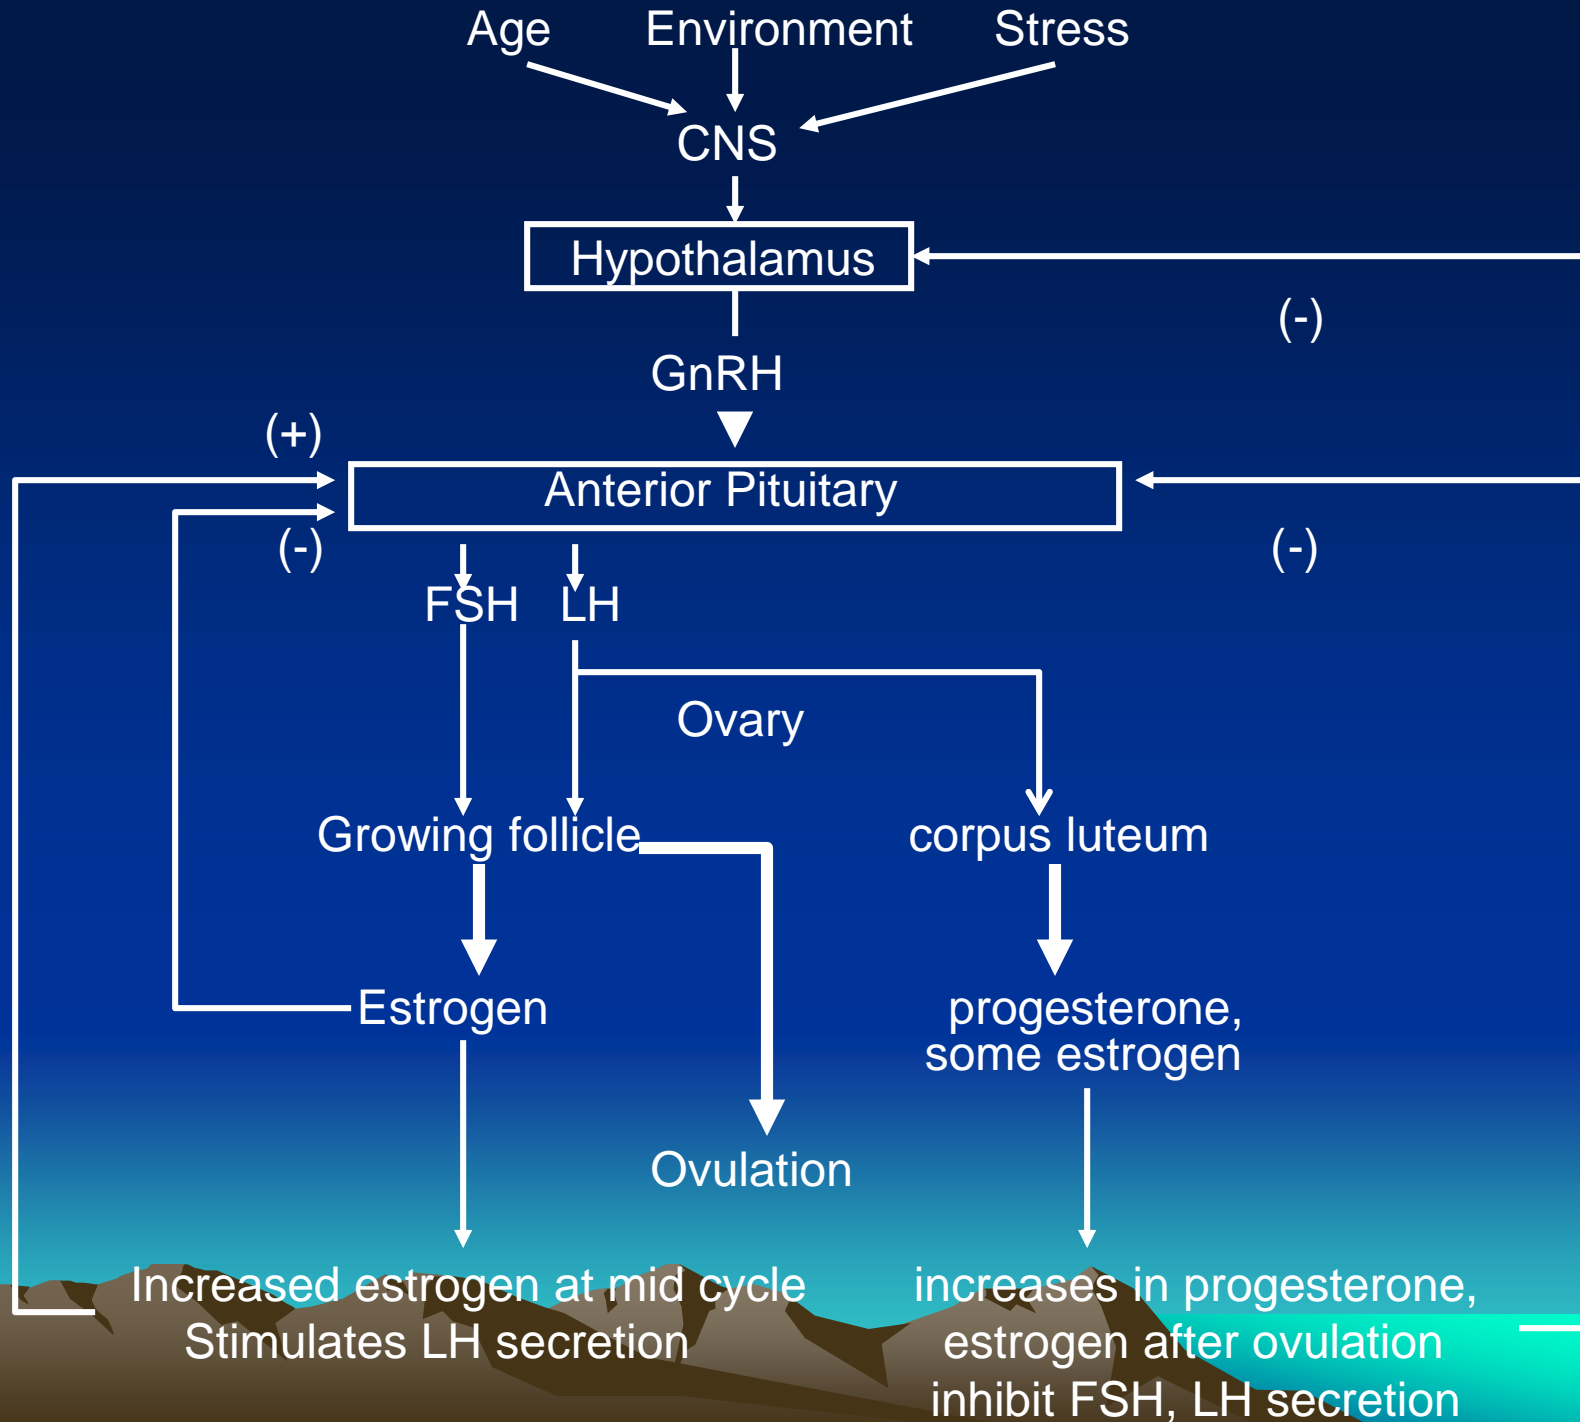 Age Environment Stress
CNS
Hypothalamus
(-)
GnRH
(+)
Anterior Pituitary
(-)
(-)
FSH LH
Ovary
Growing follicle
corpus luteum
Estrogen
progesterone,
some estrogen
Ovulation
Increased estrogen at mid cycle
Stimulates LH secretion
increases in progesterone,
estrogen after ovulation
inhibit FSH, LH secretion